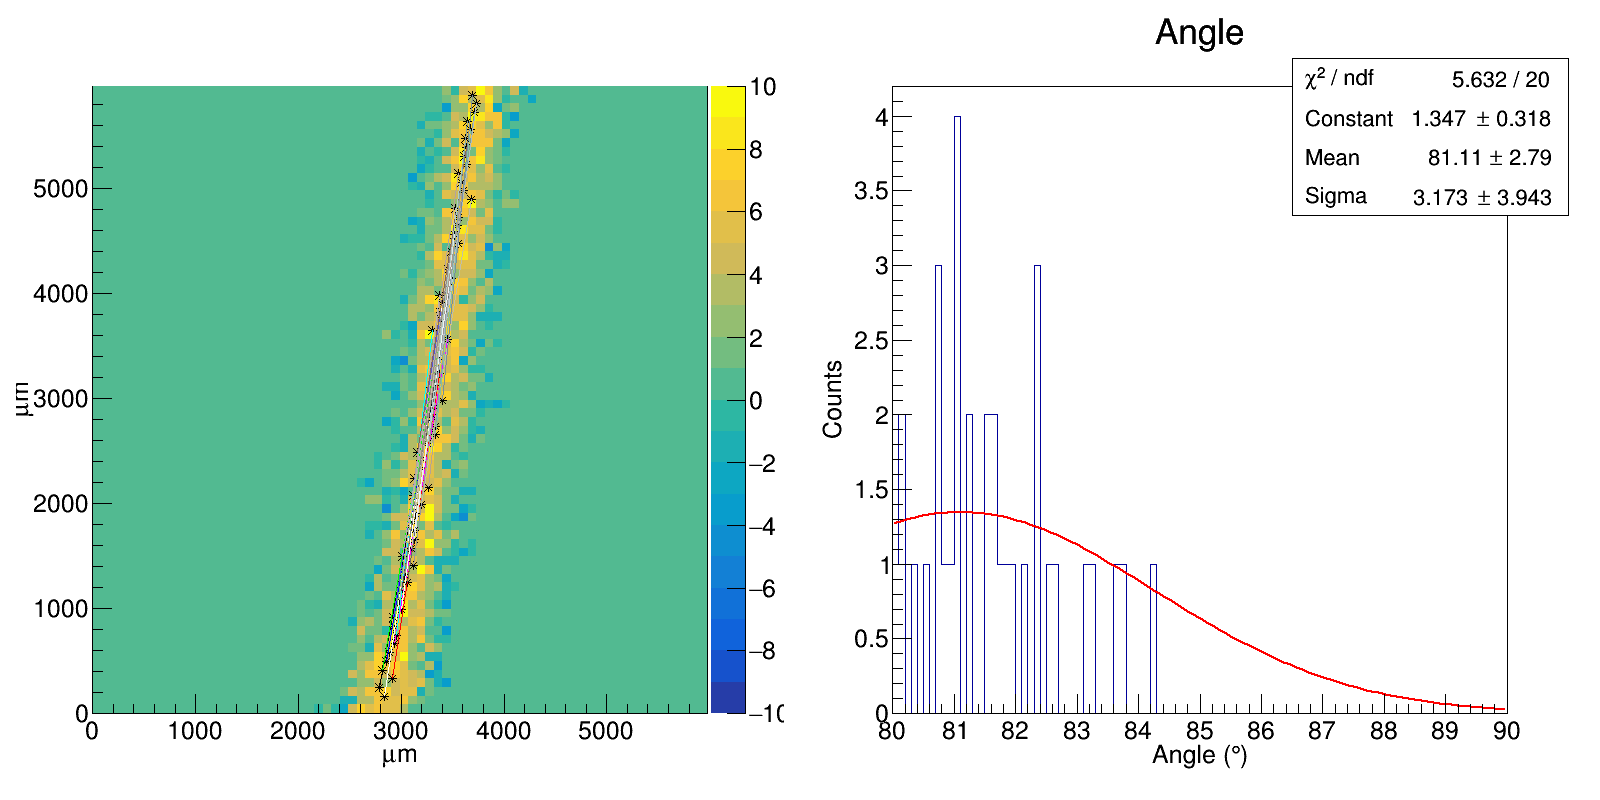 Angle
χ² / ndf 5.632 / 20
Constant 1.347 ± 0.318
Mean 81.11 ± 2.79
Sigma 3.173 ± 3.943
5000
4000
3000
2000
1000
0
μm
0 1000 2000 3000 4000 5000
μm
10
8
6
4
2
0
−2
−4
−6
−8
−10
4
3.5
3
2.5
2
1.5
1
0.5
0
Counts
80 81 82 83 84 85 86 87 88 89 90
Angle (°)